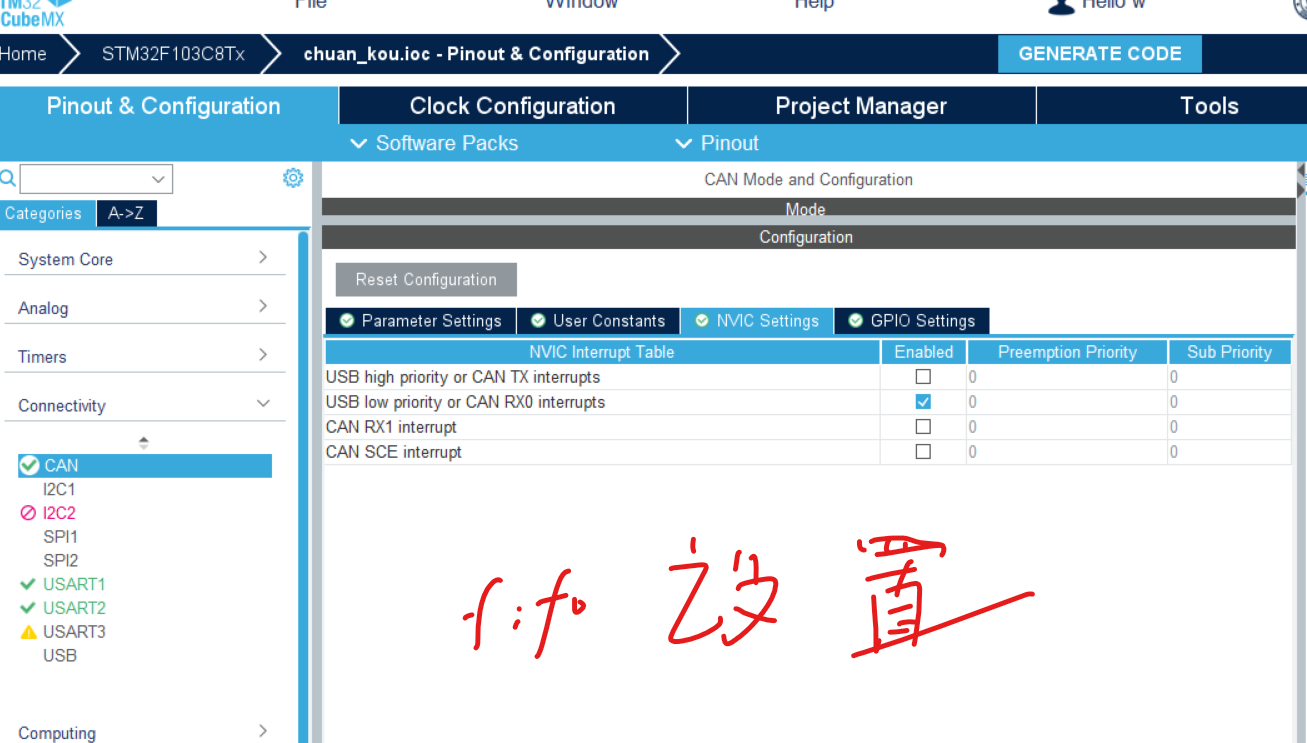 CubeMX
File Window Help Hello w
Home STM32F103C8Tx chuan_kou.ioc - Pinout & Configuration GENERATE CODE
Pinout & Configuration Clock Configuration Project Manager Tools
Software Packs Pinout
CAN Mode and Configuration
Categories A->Z
Mode
Configuration
System Core
Reset Configuration
Analog
Parameter Settings User Constants NVIC Settings GPIO Settings
Timers
NVIC Interrupt Table Enabled Preemption Priority Sub Priority
USB high priority or CAN TX interrupts 0 0
USB low priority or CAN RX0 interrupts 0 0
CAN RX1 interrupt 0 0
CAN SCE interrupt 0 0
Connectivity
CAN
I2C1
I2C2
SPI1
SPI2
USART1
USART2
USART3
USB
fifo 设置
Computing